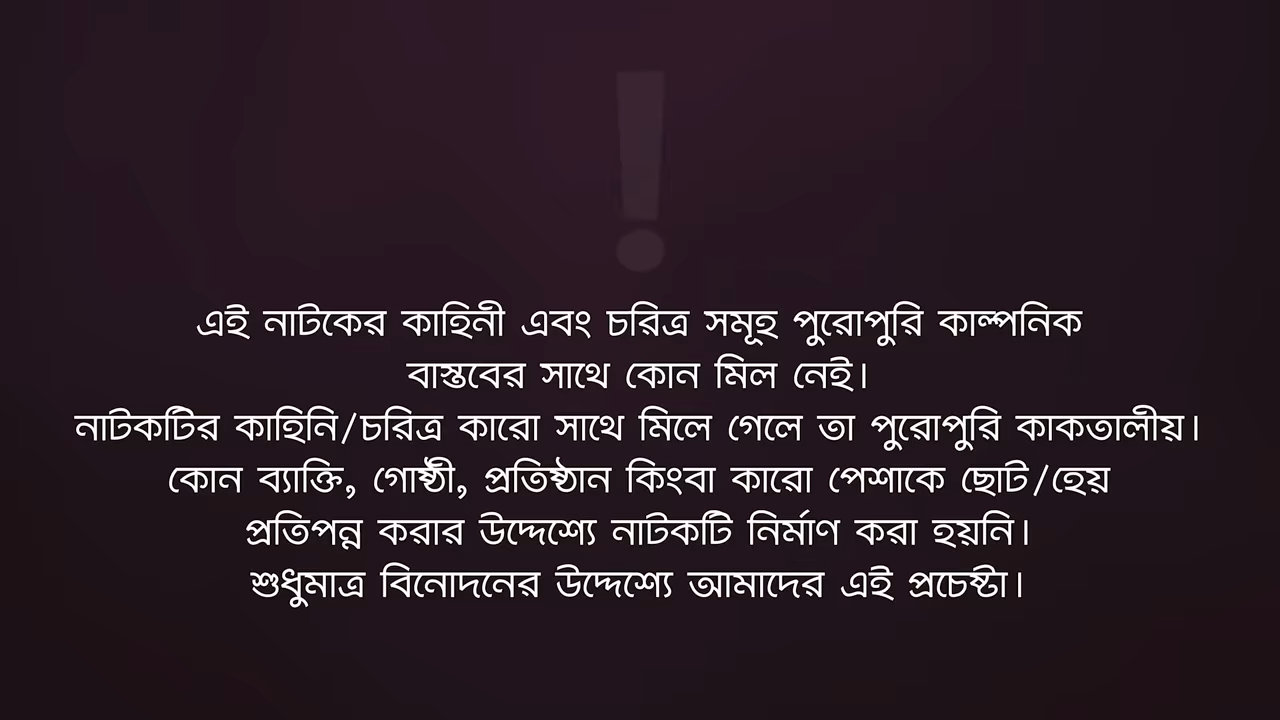 এই নাটকের কাহিনী এবং চরিত্র সমূহ পুরোপুরি কাল্পনিক
বাস্তবের সাথে কোন মিল নেই।
নাটকটির কাহিনি/চরিত্র কারো সাথে মিলে গেলে তা পুরোপুরি কাকতালীয়।
কোন ব্যাক্তি, গোষ্ঠী, প্রতিষ্ঠান কিংবা কারো পেশাকে ছোট/হেয়
প্রতিপন্ন করার উদ্দেশ্যে নাটকটি নির্মাণ করা হয়নি।
শুধুমাত্র বিনোদনের উদ্দেশ্যে আমাদের এই প্রচেষ্টা।